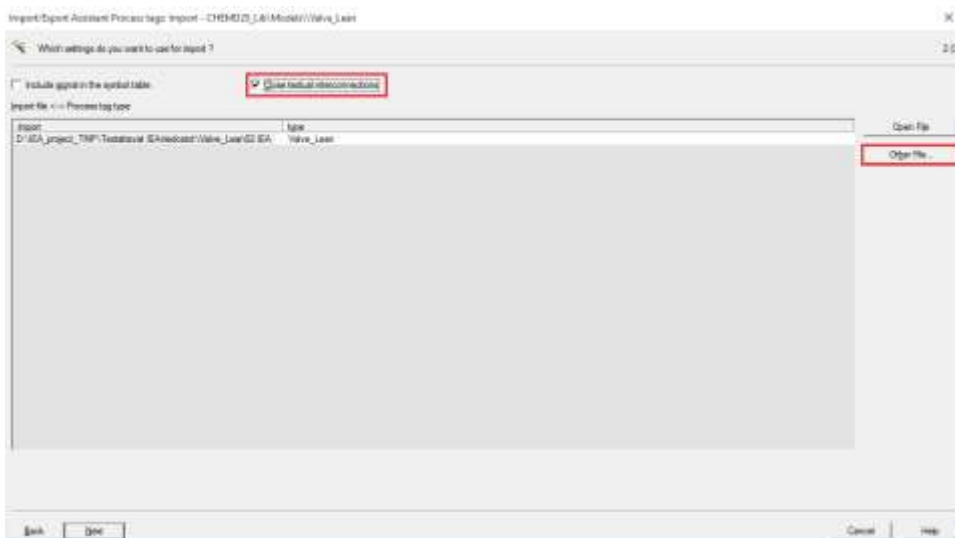 Import/Export Assistant Process tags: Import - CHEMD25_Lib\Models\\Valve_Lean
Which settings do you want to use for import ?
Include signal in the symbol table
Close textual interconnections
Import file <-> Process tag type
Import type
Valve_Lean
Open File
Other File...
Back Next Cancel Help